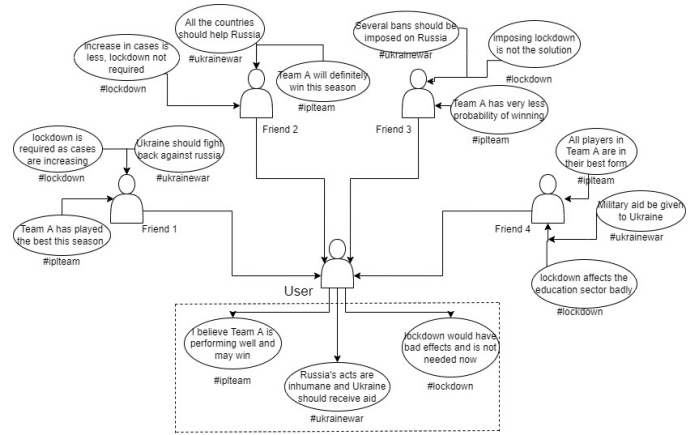 All the countries
should help Russia
#ukrainewar
Increase in cases is
less, lockdown not
required
#lockdown
Team A will definitely
win this season
#iplteam
Friend 2
Several bans should be
imposed on Russia
#ukrainewar
imposing lockdown
is not the solution
#lockdown
Team A has very less
probability of winning
#iplteam
Friend 3
lockdown is
required as cases
are increasing
#lockdown
Ukraine should fight
back against russia
#ukrainewar
Team A has played
the best this season
#iplteam
Friend 1
All players in
Team A are in
their best form
#iplteam
Military aid be given
to Ukraine
#ukrainewar
lockdown affects the
education sector badly
#lockdown
Friend 4
User
I believe Team A is
performing well and
may win
#iplteam
Russia's acts are
inhumane and Ukraine
should receive aid
#ukrainewar
lockdown would have
bad effects and is not
needed now
#lockdown